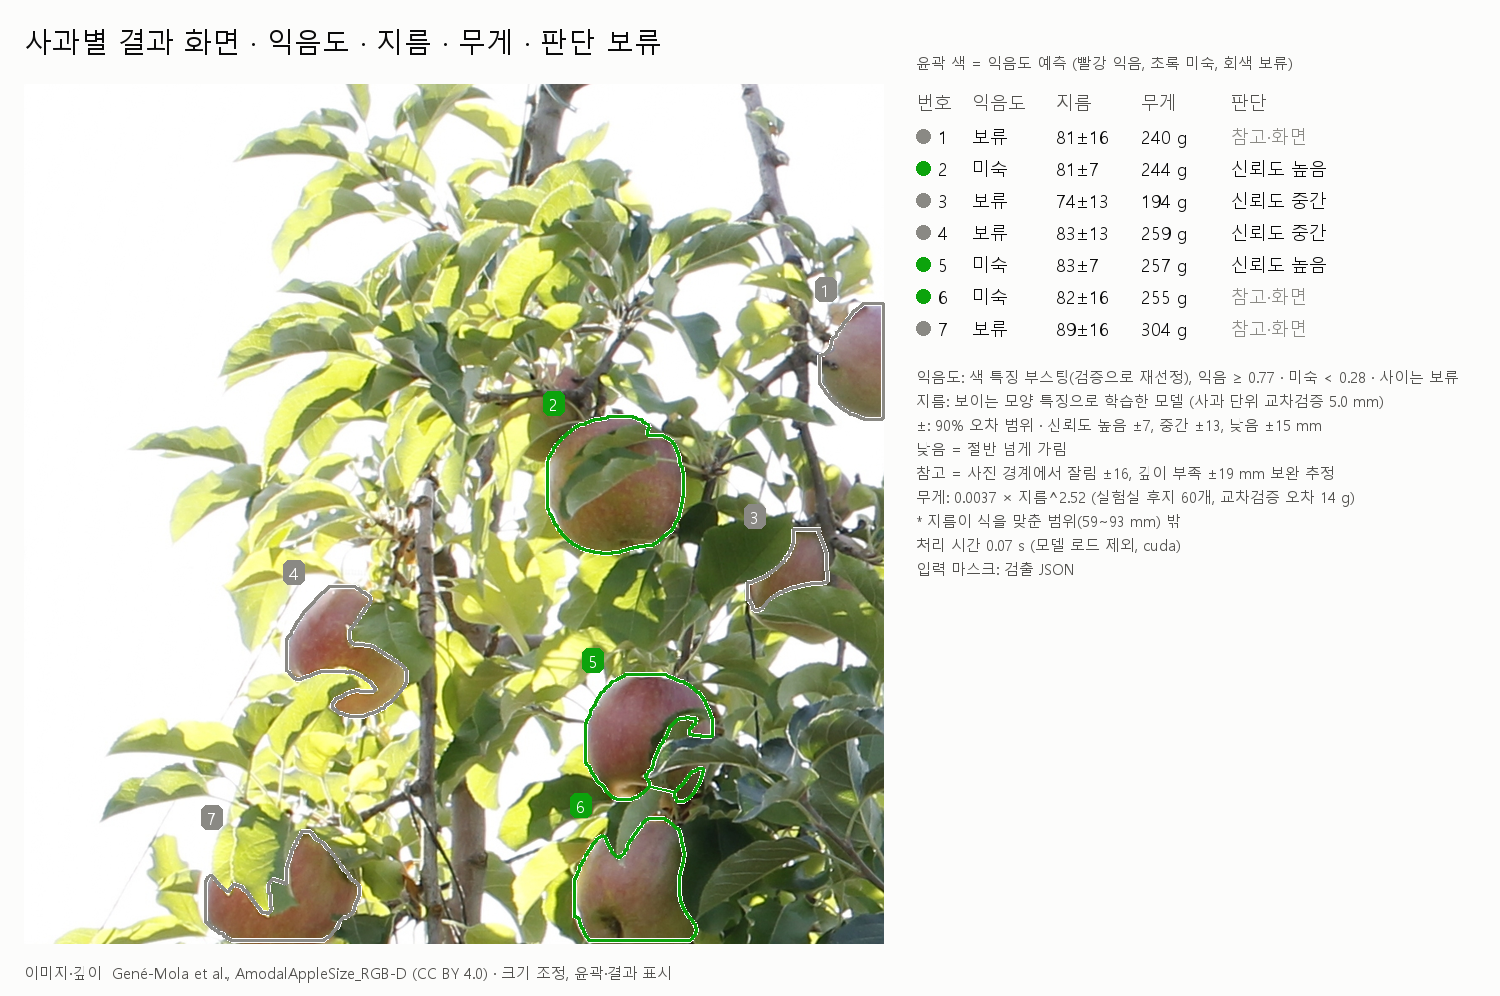 사과별 결과 화면 · 익음도 · 지름 · 무게 · 판단 보류
윤곽 색 = 익음도 예측 (빨강 익음, 초록 미숙, 회색 보류)
번호 익음도 지름 무게 판단
1 보류 81±16 240 g 참고·화면
2 미숙 81±7 244 g 신뢰도 높음
3 보류 74±13 194 g 신뢰도 중간
4 보류 83±13 259 g 신뢰도 중간
5 미숙 83±7 257 g 신뢰도 높음
6 미숙 82±16 255 g 참고·화면
7 보류 89±16 304 g 참고·화면
익음도: 색 특징 부스팅(검증으로 재선정), 익음 ≥ 0.77 · 미숙 < 0.28 · 사이는 보류
지름: 보이는 모양 특징으로 학습한 모델 (사과 단위 교차검증 5.0 mm)
±: 90% 오차 범위 · 신뢰도 높음 ±7, 중간 ±13, 낮음 ±15 mm
낮음 = 절반 넘게 가림
참고 = 사진 경계에서 잘림 ±16, 깊이 부족 ±19 mm 보완 추정
무게: 0.0037 × 지름^2.52 (실험실 후지 60개, 교차검증 오차 14 g)
* 지름이 식을 맞춘 범위(59~93 mm) 밖
처리 시간 0.07 s (모델 로드 제외, cuda)
입력 마스크: 검출 JSON
1
2
3
4
5
6
7
이미지·깊이 Gené-Mola et al., AmodalAppleSize_RGB-D (CC BY 4.0) · 크기 조정, 윤곽·결과 표시